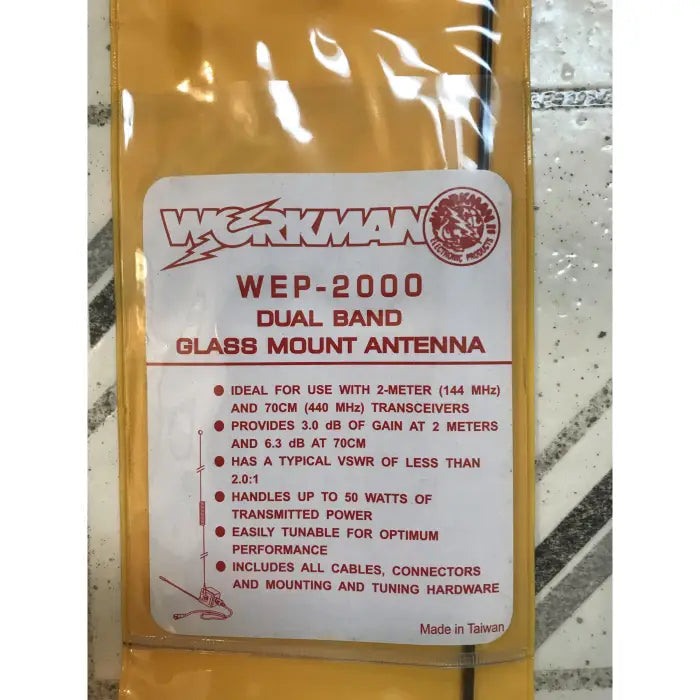 WORKMAN
WORKMAN
ELECTRONIC PRODUCTS
WEP-2000
DUAL BAND
GLASS MOUNT ANTENNA
● IDEAL FOR USE WITH 2-METER (144 MHz)
AND 70CM (440 MHz) TRANSCEIVERS
● PROVIDES 3.0 dB OF GAIN AT 2 METERS
AND 6.3 dB AT 70CM
● HAS A TYPICAL VSWR OF LESS THAN
2.0:1
● HANDLES UP TO 50 WATTS OF
TRANSMITTED POWER
● EASILY TUNABLE FOR OPTIMUM
PERFORMANCE
● INCLUDES ALL CABLES, CONNECTORS
AND MOUNTING AND TUNING HARDWARE
Made in Taiwan